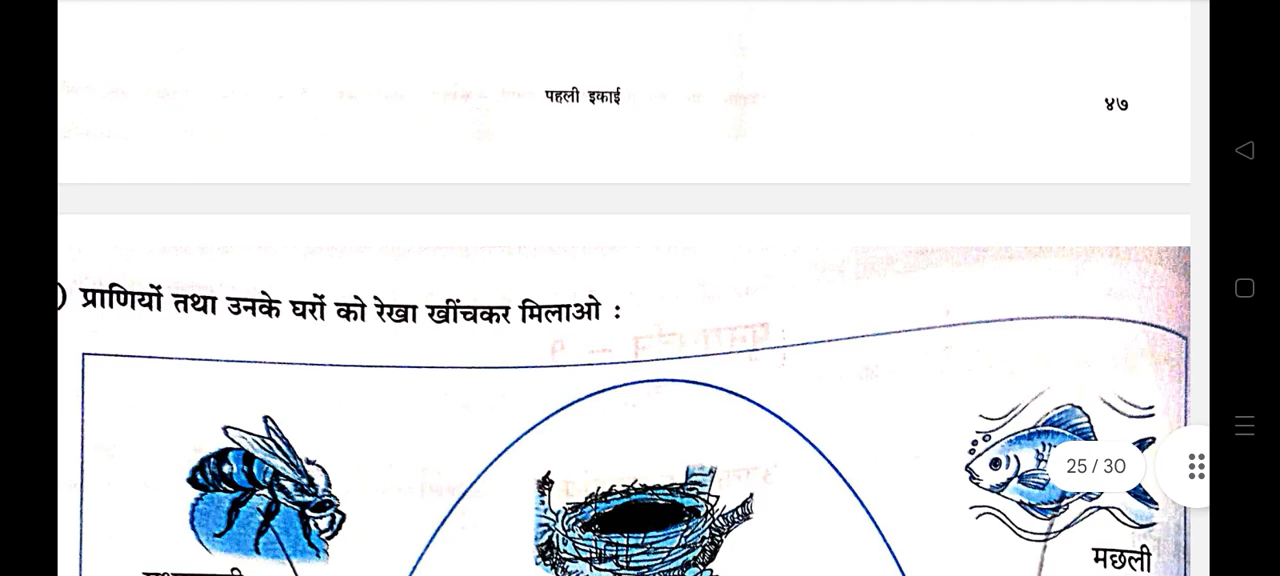 पहली इकाई
४७
) प्राणियों तथा उनके घरों को रेखा खींचकर मिलाओ :
25 / 30
मछली